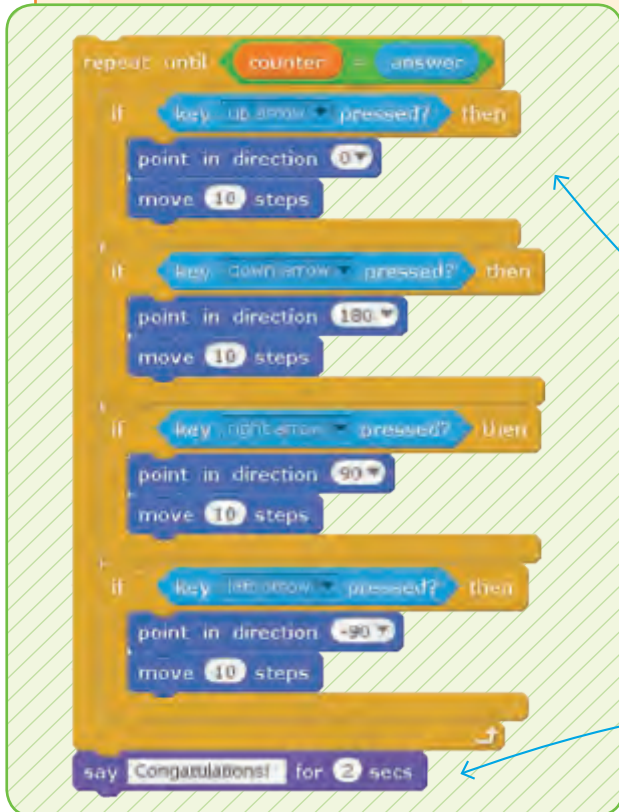 repeat until counter = answer
if key up arrow pressed? then
point in direction 0
move 10 steps
if key down arrow pressed? then
point in direction 180
move 10 steps
if key right arrow pressed? then
point in direction 90
move 10 steps
if key left arrow pressed? then
point in direction -90
move 10 steps
say Congatulations! for 2 secs